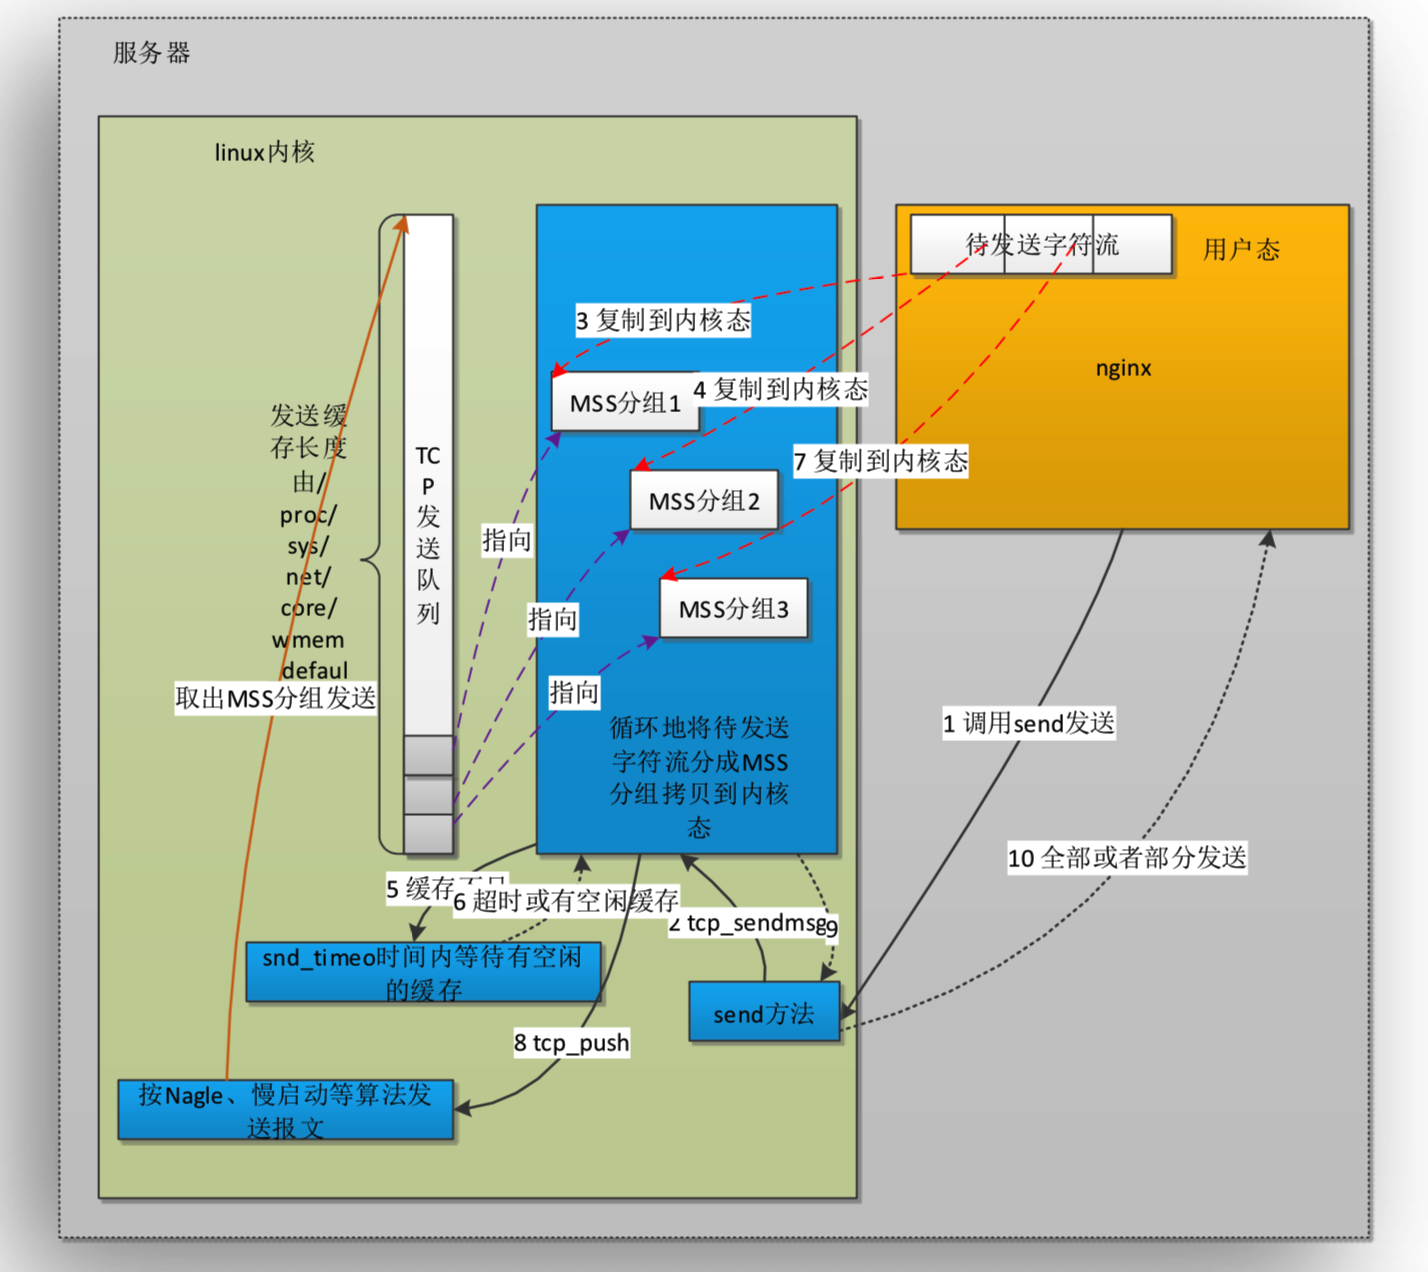 服务器
linux内核
待发送字符流
用户态
nginx
3 复制到内核态
4 复制到内核态
MSS分组1
7 复制到内核态
MSS分组2
MSS分组3
发送缓
存长度
由/
proc/
sys/
net/
core/
wmem
defaul
TC
P
发
送
队
列
指向
指向
指向
取出MSS分组发送
循环地将待发送
字符流分成MSS
分组拷贝到内核
态
1 调用send发送
10 全部或者部分发送
5 缓存
6 超时或有空闲缓存
2 tcp_sendmsg
9
snd_timeo时间内等待有空闲
的缓存
send方法
8 tcp_push
按Nagle、慢启动等算法发
送报文